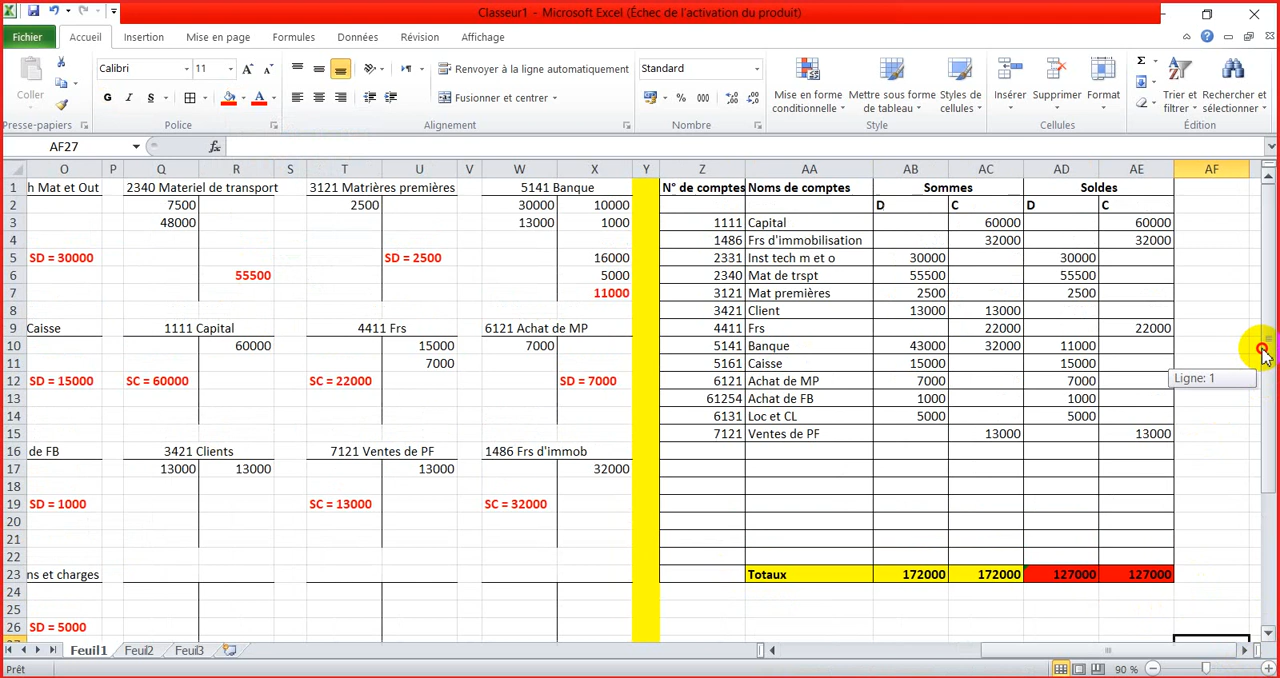 Classeur1 - Microsoft Excel (Échec de l'activation du produit)
Fichier Accueil Insertion Mise en page Formules Données Révision Affichage
Coller
Calibri 11
G I S A A
Renvoyer à la ligne automatiquement
Fusionner et centrer
Standard
% 000
Mise en forme conditionnelle
Mettre sous forme de tableau
Styles de cellules
Insérer Supprimer Format
Trier et filtrer
Rechercher et sélectionner
Presse-papiers Police Alignement Nombre Style Cellules Édition
AF27 fx
O P Q R S T U V W X Y Z AA AB AC AD AE AF
1 h Mat et Out 2340 Materiel de transport 3121 Matrières premières 5141 Banque N° de comptes Noms de comptes Sommes Soldes
2 7500 2500 30000 10000 D C D C
3 48000 13000 1000 1111 Capital 60000 60000
4 1486 Frs d'immobilisation 32000 32000
5 SD = 30000 SD = 2500 16000 2331 Inst tech m et o 30000 30000
6 55500 5000 2340 Mat de trspt 55500 55500
7 11000 3121 Mat premières 2500 2500
8 3421 Client 13000 13000
9 Caisse 1111 Capital 4411 Frs 6121 Achat de MP 4411 Frs 22000 22000
10 60000 15000 7000 5141 Banque 43000 32000 11000
11 7000 5161 Caisse 15000 15000
12 SD = 15000 SC = 60000 SC = 22000 SD = 7000 6121 Achat de MP 7000 7000
13 61254 Achat de FB 1000 1000
14 6131 Loc et CL 5000 5000
15 7121 Ventes de PF 13000 13000
16 de FB 3421 Clients 7121 Ventes de PF 1486 Frs d'immob
17 13000 13000 13000 32000
18
19 SD = 1000 SC = 13000 SC = 32000
20
21
22
23 ns et charges Totaux 172000 172000 127000 127000
24
25
26 SD = 5000
Ligne: 1
Feuil1 Feuil2 Feuil3
Prêt 90 %